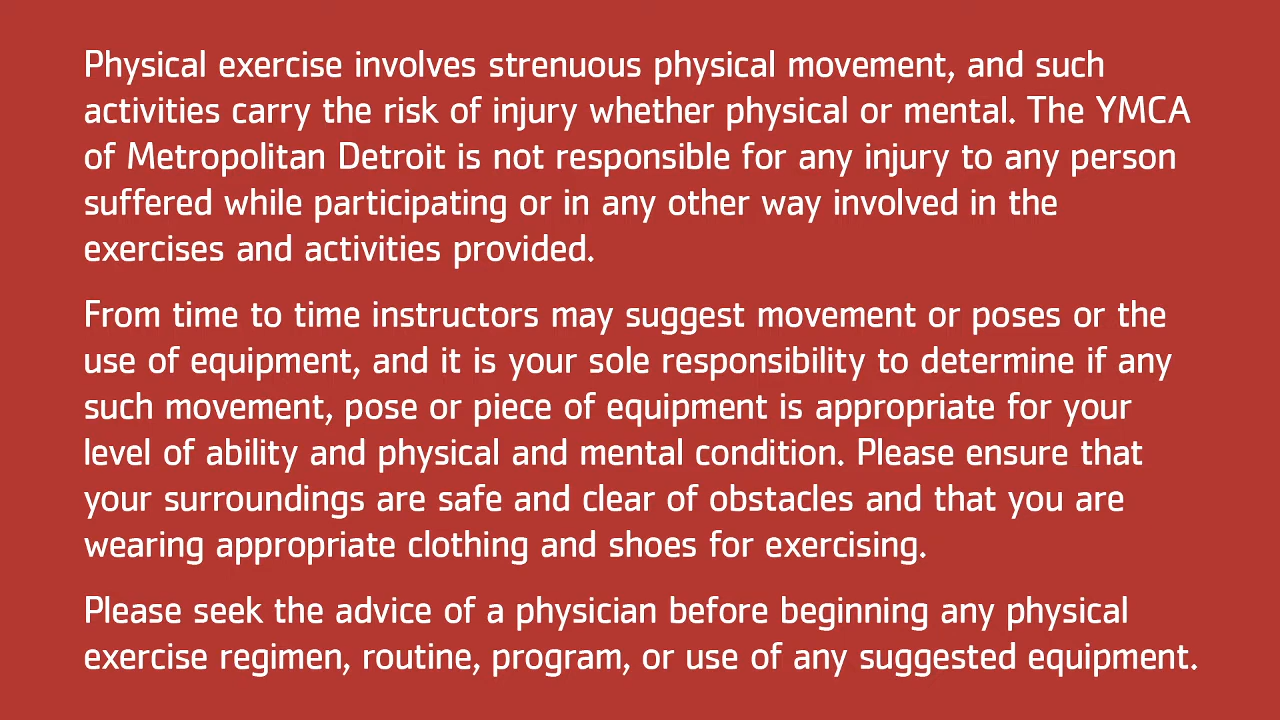 Physical exercise involves strenuous physical movement, and such
activities carry the risk of injury whether physical or mental. The YMCA
of Metropolitan Detroit is not responsible for any injury to any person
suffered while participating or in any other way involved in the
exercises and activities provided.
From time to time instructors may suggest movement or poses or the
use of equipment, and it is your sole responsibility to determine if any
such movement, pose or piece of equipment is appropriate for your
level of ability and physical and mental condition. Please ensure that
your surroundings are safe and clear of obstacles and that you are
wearing appropriate clothing and shoes for exercising.
Please seek the advice of a physician before beginning any physical
exercise regimen, routine, program, or use of any suggested equipment.